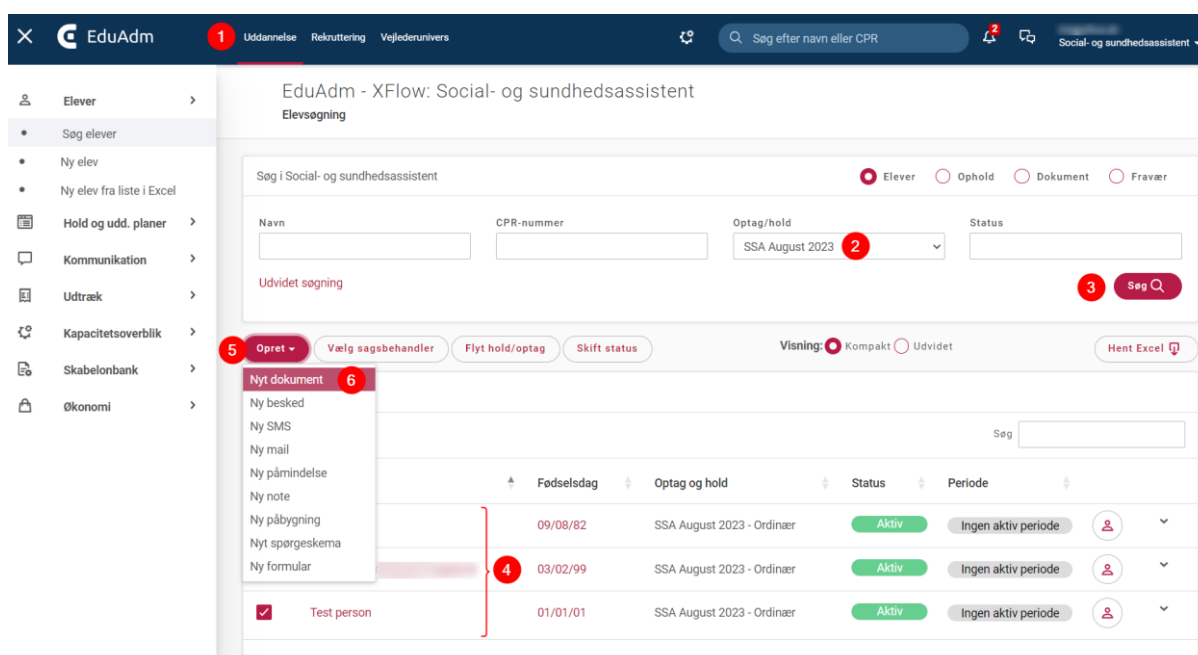 EduAdm
1 Uddannelse Rekruttering Vejlederunivers
Søg efter navn eller CPR
2
Social- og sundhedsassistent
Elever
Søg elever
Ny elev
Ny elev fra liste i Excel
Hold og udd. planer
Kommunikation
Udtræk
Kapacitetsoverblik
Skabelonbank
Økonomi
EduAdm - XFlow: Social- og sundhedsassistent
Elevsøgning
Søg i Social- og sundhedsassistent
Elever Ophold Dokument Fravær
Navn CPR-nummer Optag/hold Status
SSA August 2023 2
Udvidet søgning
3 Søg
5 Opret Vælg sagsbehandler Flyt hold/optag Skift status
Visning: Kompakt Udvidet
Hent Excel
Nyt dokument 6
Ny besked
Ny SMS
Ny mail
Ny påmindelse
Ny note
Ny påbygning
Nyt spørgeskema
Ny formular
Søg
Fødselsdag Optag og hold Status Periode
09/08/82 SSA August 2023 - Ordinær Aktiv Ingen aktiv periode
4 03/02/99 SSA August 2023 - Ordinær Aktiv Ingen aktiv periode
Test person 01/01/01 SSA August 2023 - Ordinær Aktiv Ingen aktiv periode